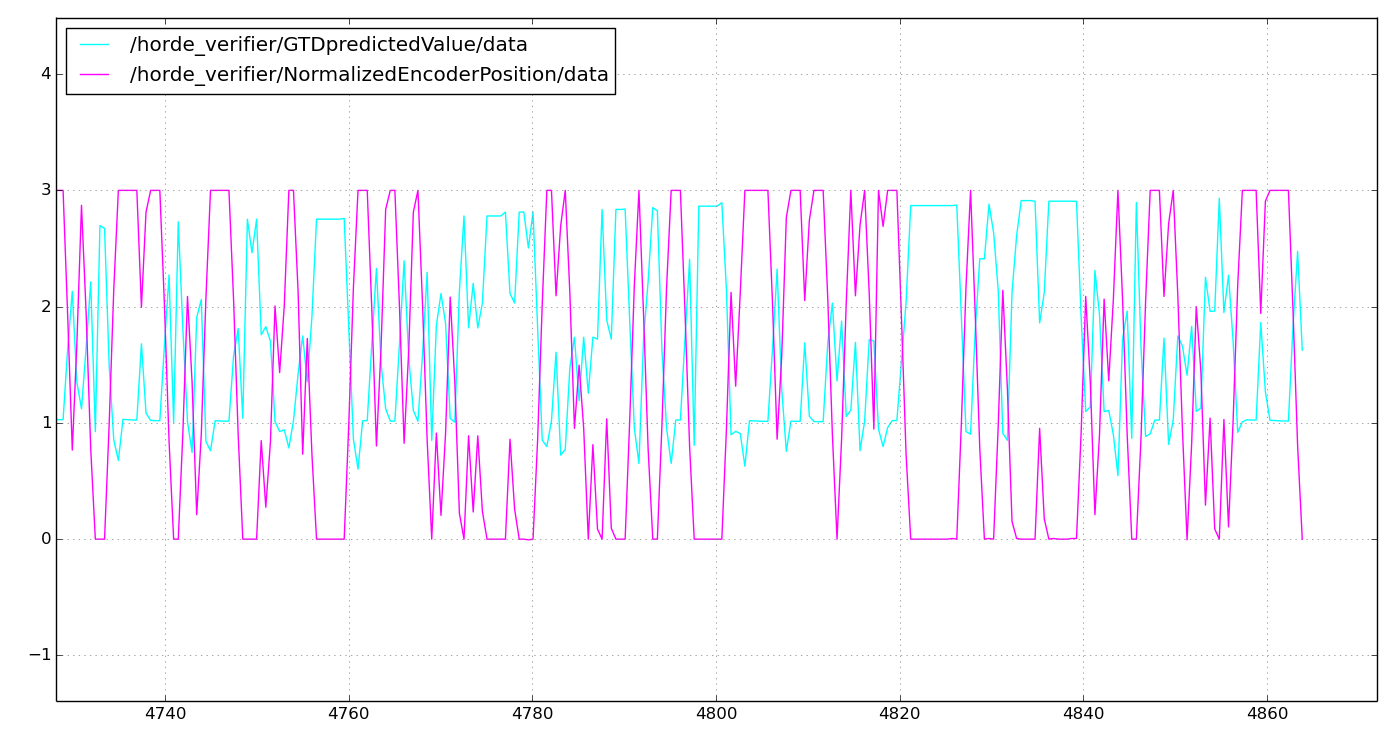 /horde_verifier/GTDpredictedValue/data
/horde_verifier/NormalizedEncoderPosition/data
4
3
2
1
0
−1
4740 4760 4780 4800 4820 4840 4860